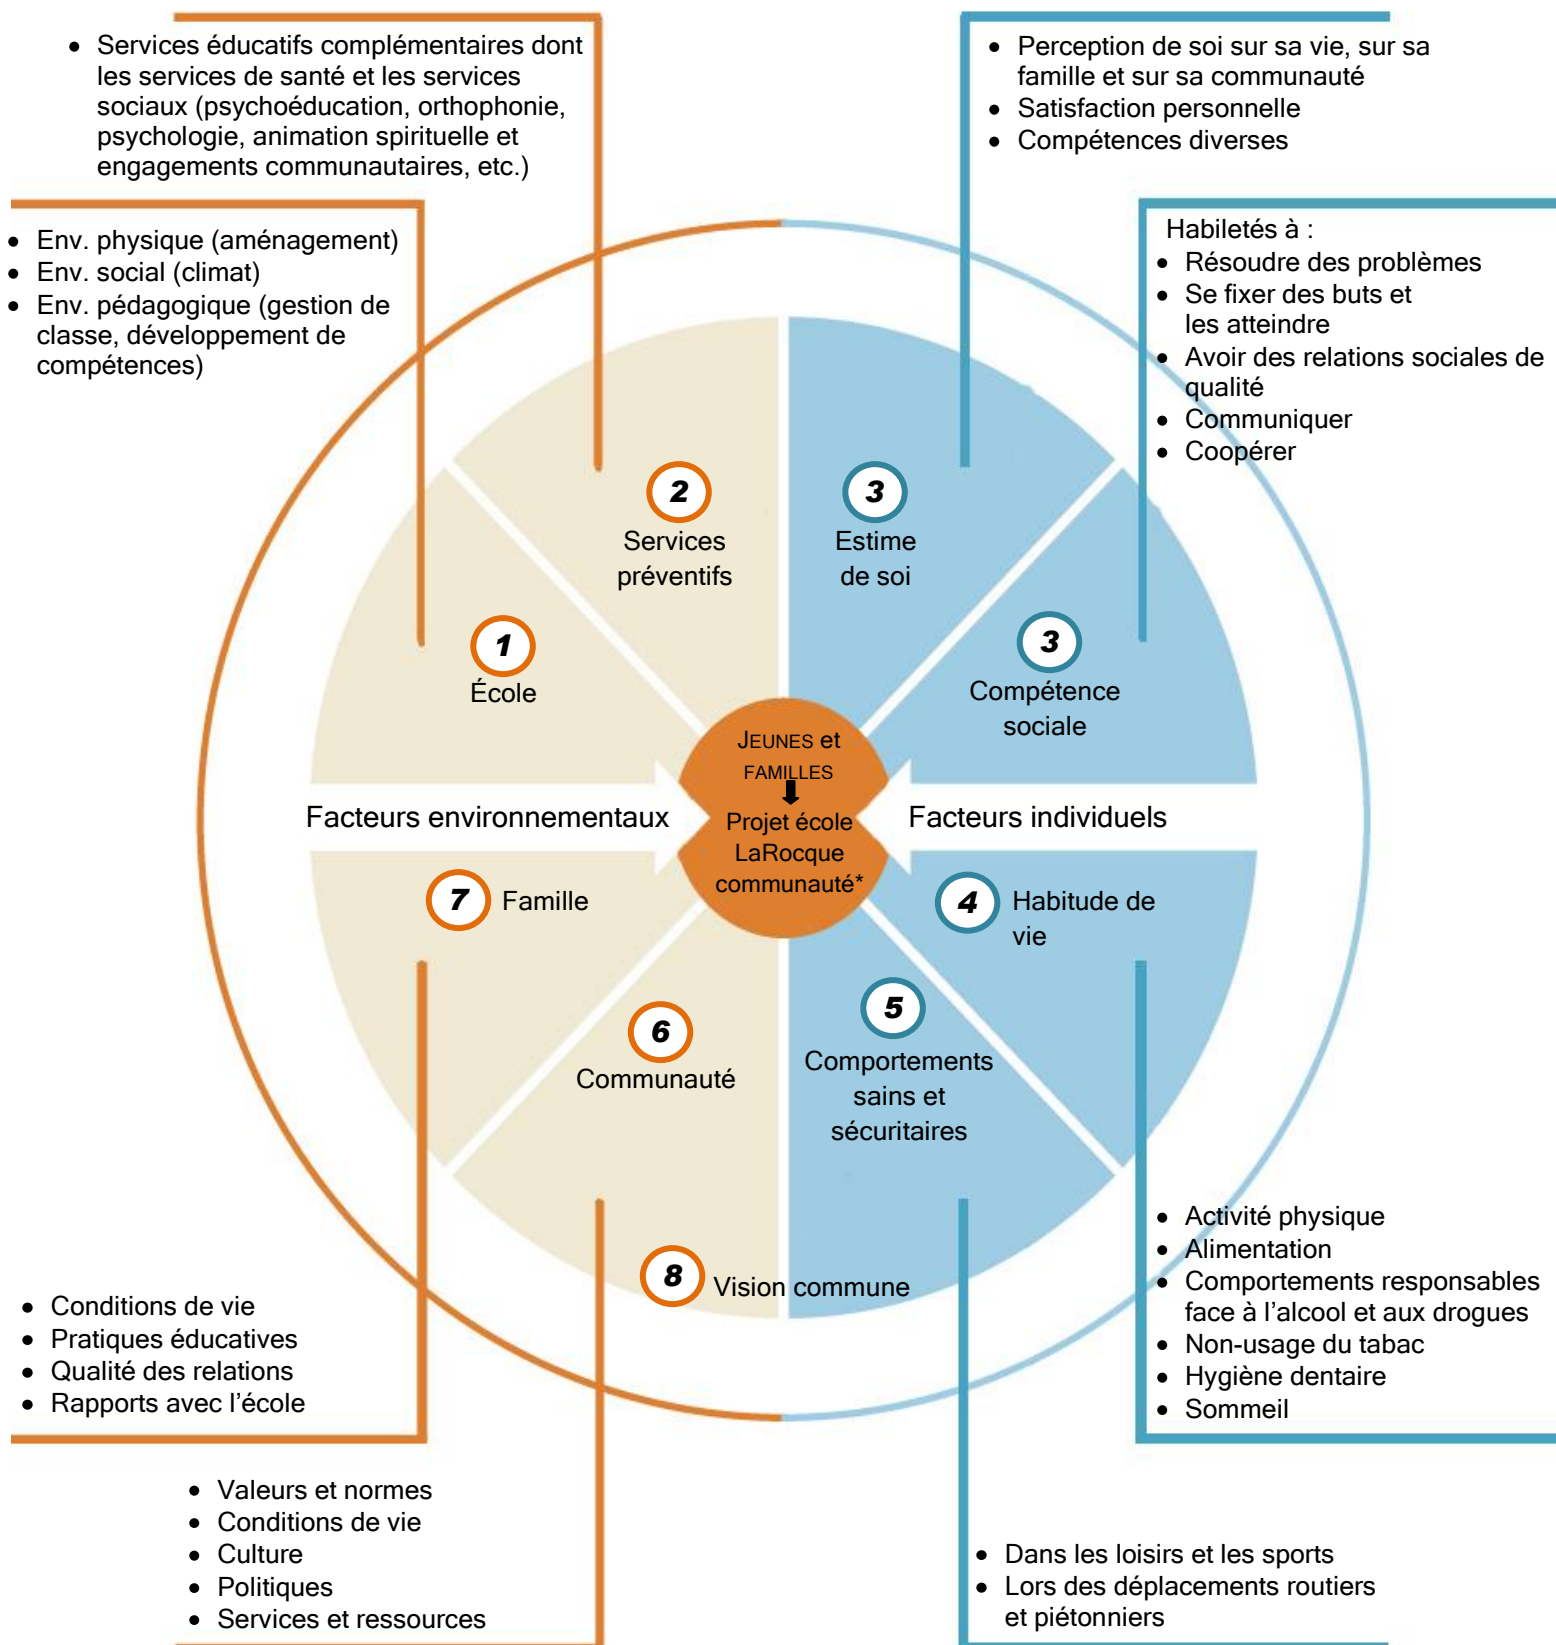 • Services éducatifs complémentaires dont
les services de santé et les services
sociaux (psychoéducation, orthophonie,
psychologie, animation spirituelle et
engagements communautaires, etc.)
• Perception de soi sur sa vie, sur sa
famille et sur sa communauté
• Satisfaction personnelle
• Compétences diverses
• Env. physique (aménagement)
• Env. social (climat)
• Env. pédagogique (gestion de
classe, développement de
compétences)
Habiletés à :
• Résoudre des problèmes
• Se fixer des buts et
les atteindre
• Avoir des relations sociales de
qualité
• Communiquer
• Coopérer
2
Services
préventifs
3
Estime
de soi
1
École
3
Compétence
sociale
JEUNES et
FAMILLES
Projet école
LaRocque
communauté*
Facteurs environnementaux
Facteurs individuels
7
Famille
4
Habitude de
vie
6
Communauté
5
Comportements
sains et
sécuritaires
8
Vision commune
• Conditions de vie
• Pratiques éducatives
• Qualité des relations
• Rapports avec l’école
• Activité physique
• Alimentation
• Comportements responsables
face à l’alcool et aux drogues
• Non-usage du tabac
• Hygiène dentaire
• Sommeil
• Valeurs et normes
• Conditions de vie
• Culture
• Politiques
• Services et ressources
• Dans les loisirs et les sports
• Lors des déplacements routiers
et piétonniers